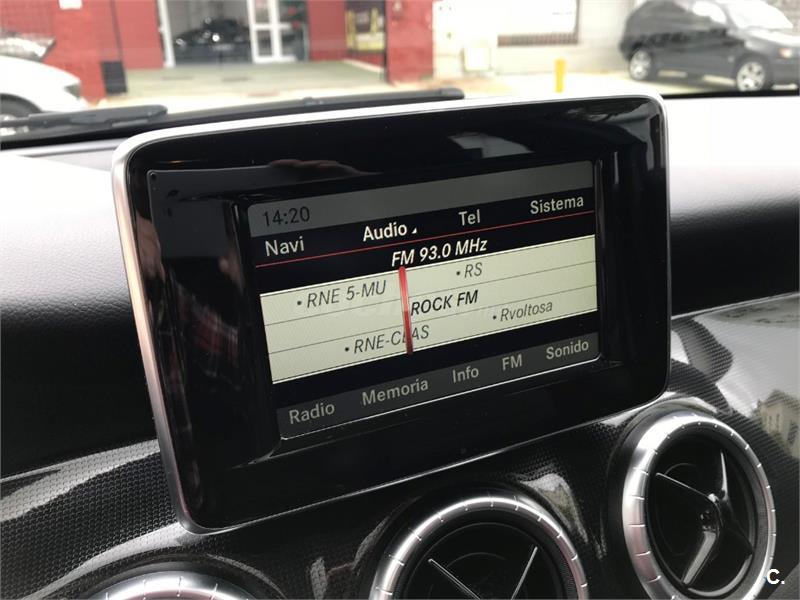 14:20
Navi Audio Tel Sistema
FM 93.0 MHz
• RNE 5-MU • RS
ROCK FM
• RNE-CLAS • Rvoltosa
Radio Memoria Info FM Sonido
C.